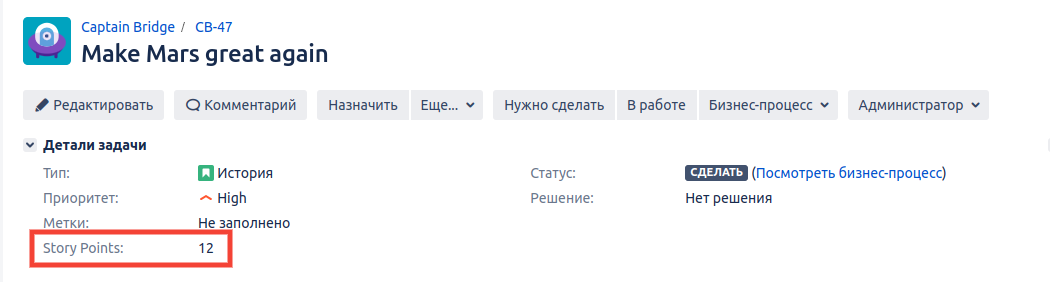 Captain Bridge / CB-47
Make Mars great again
Редактировать Комментарий Назначить Еще... Нужно сделать В работе Бизнес-процесс Администратор
Детали задачи
Тип: История Статус: СДЕЛАТЬ (Посмотреть бизнес-процесс)
Приоритет: High Решение: Нет решения
Метки: Не заполнено
Story Points: 12